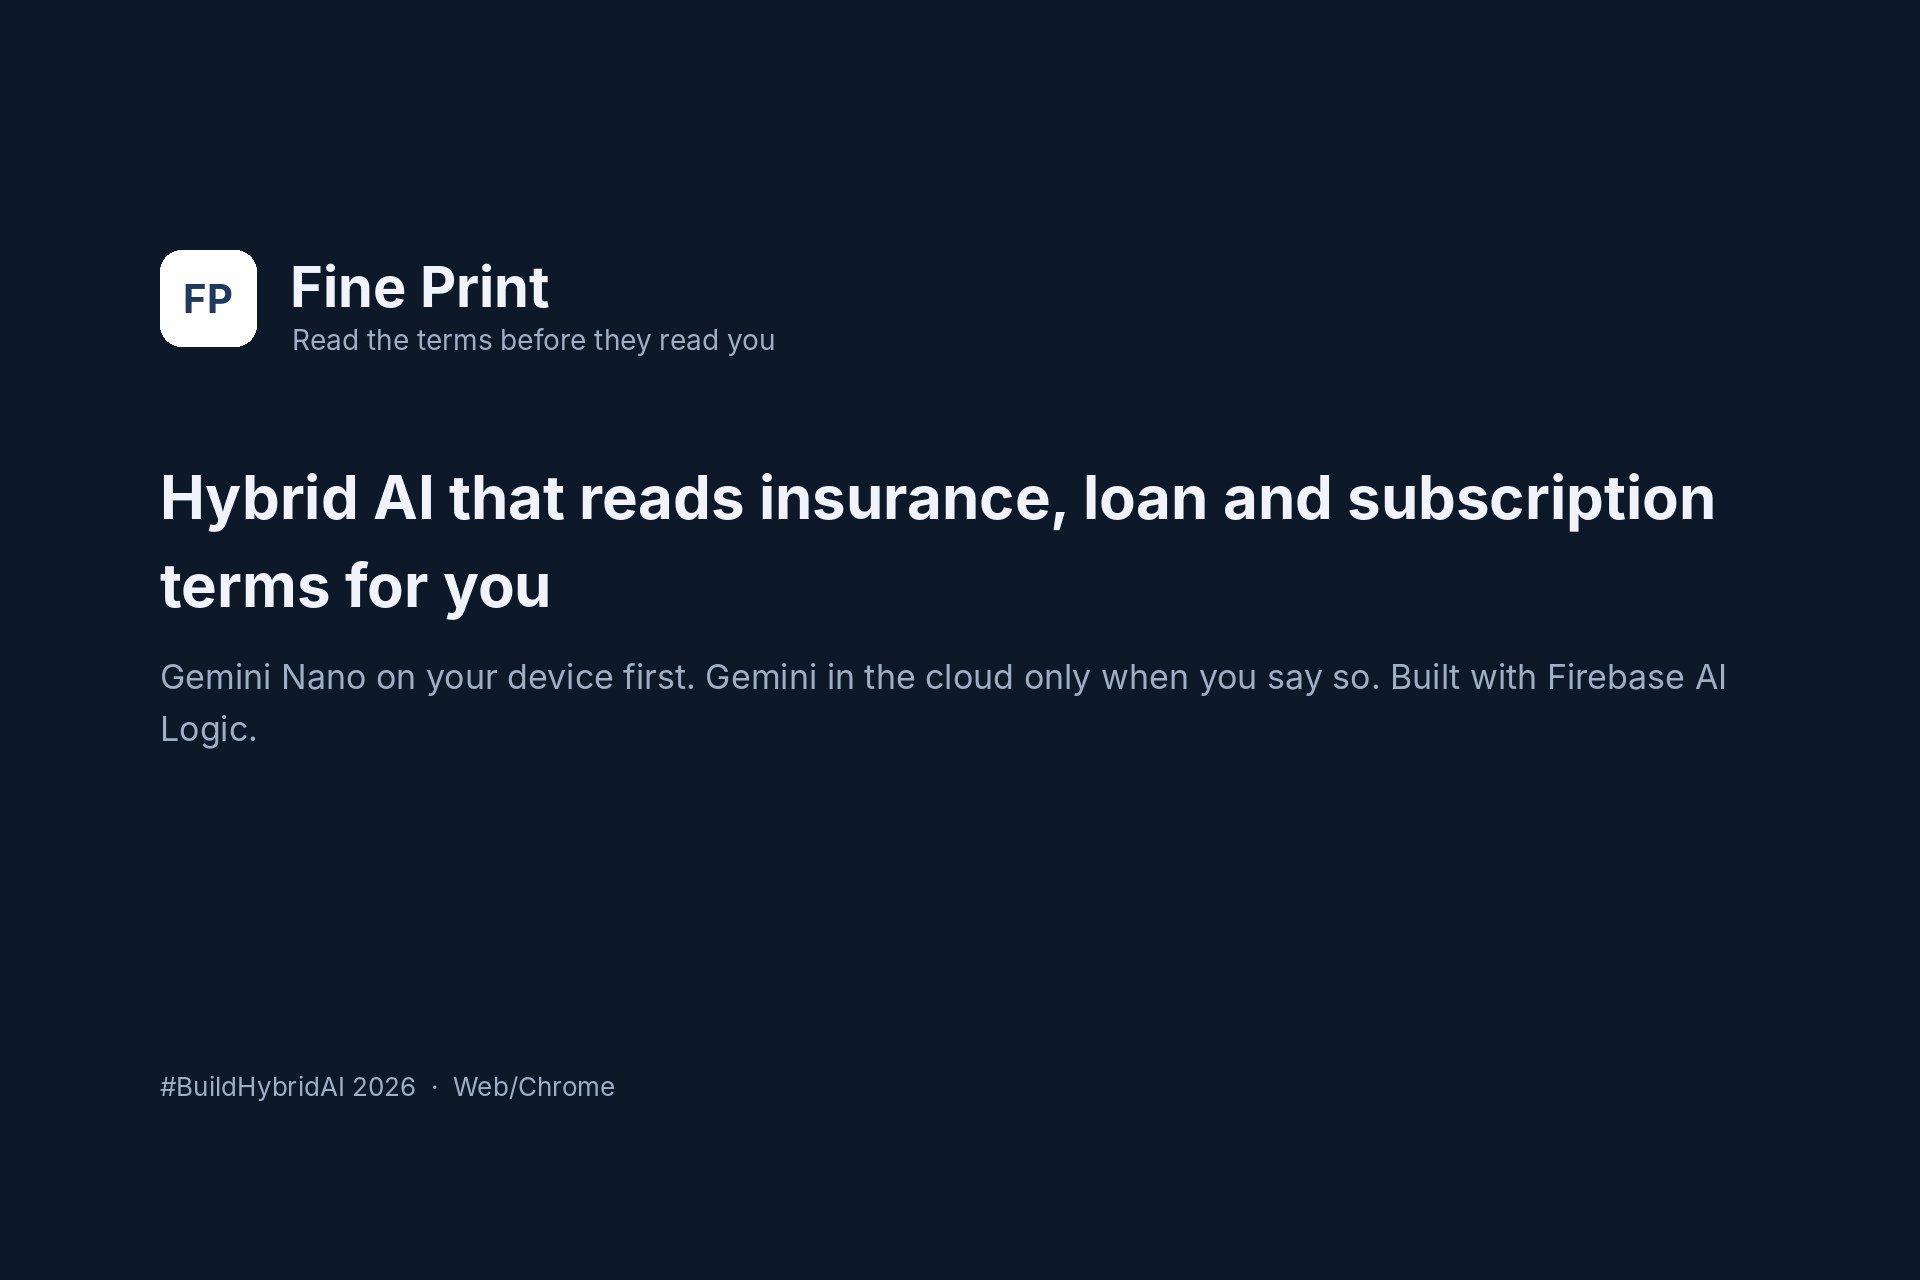 FP
Fine Print
Read the terms before they read you
Hybrid AI that reads insurance, loan and subscription
terms for you
Gemini Nano on your device first. Gemini in the cloud only when you say so. Built with Firebase AI
Logic.
#BuildHybridAI 2026 · Web/Chrome